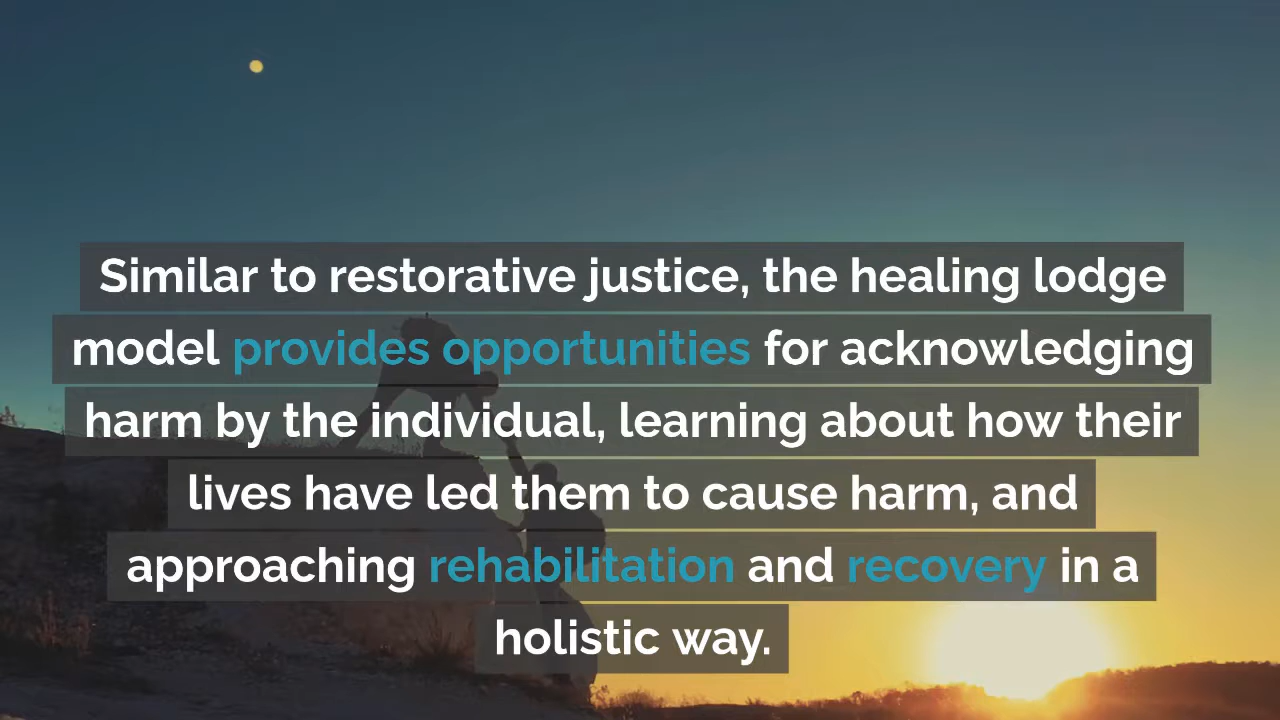 Similar to restorative justice, the healing lodge
model provides opportunities for acknowledging
harm by the individual, learning about how their
lives have led them to cause harm, and
approaching rehabilitation and recovery in a
holistic way.